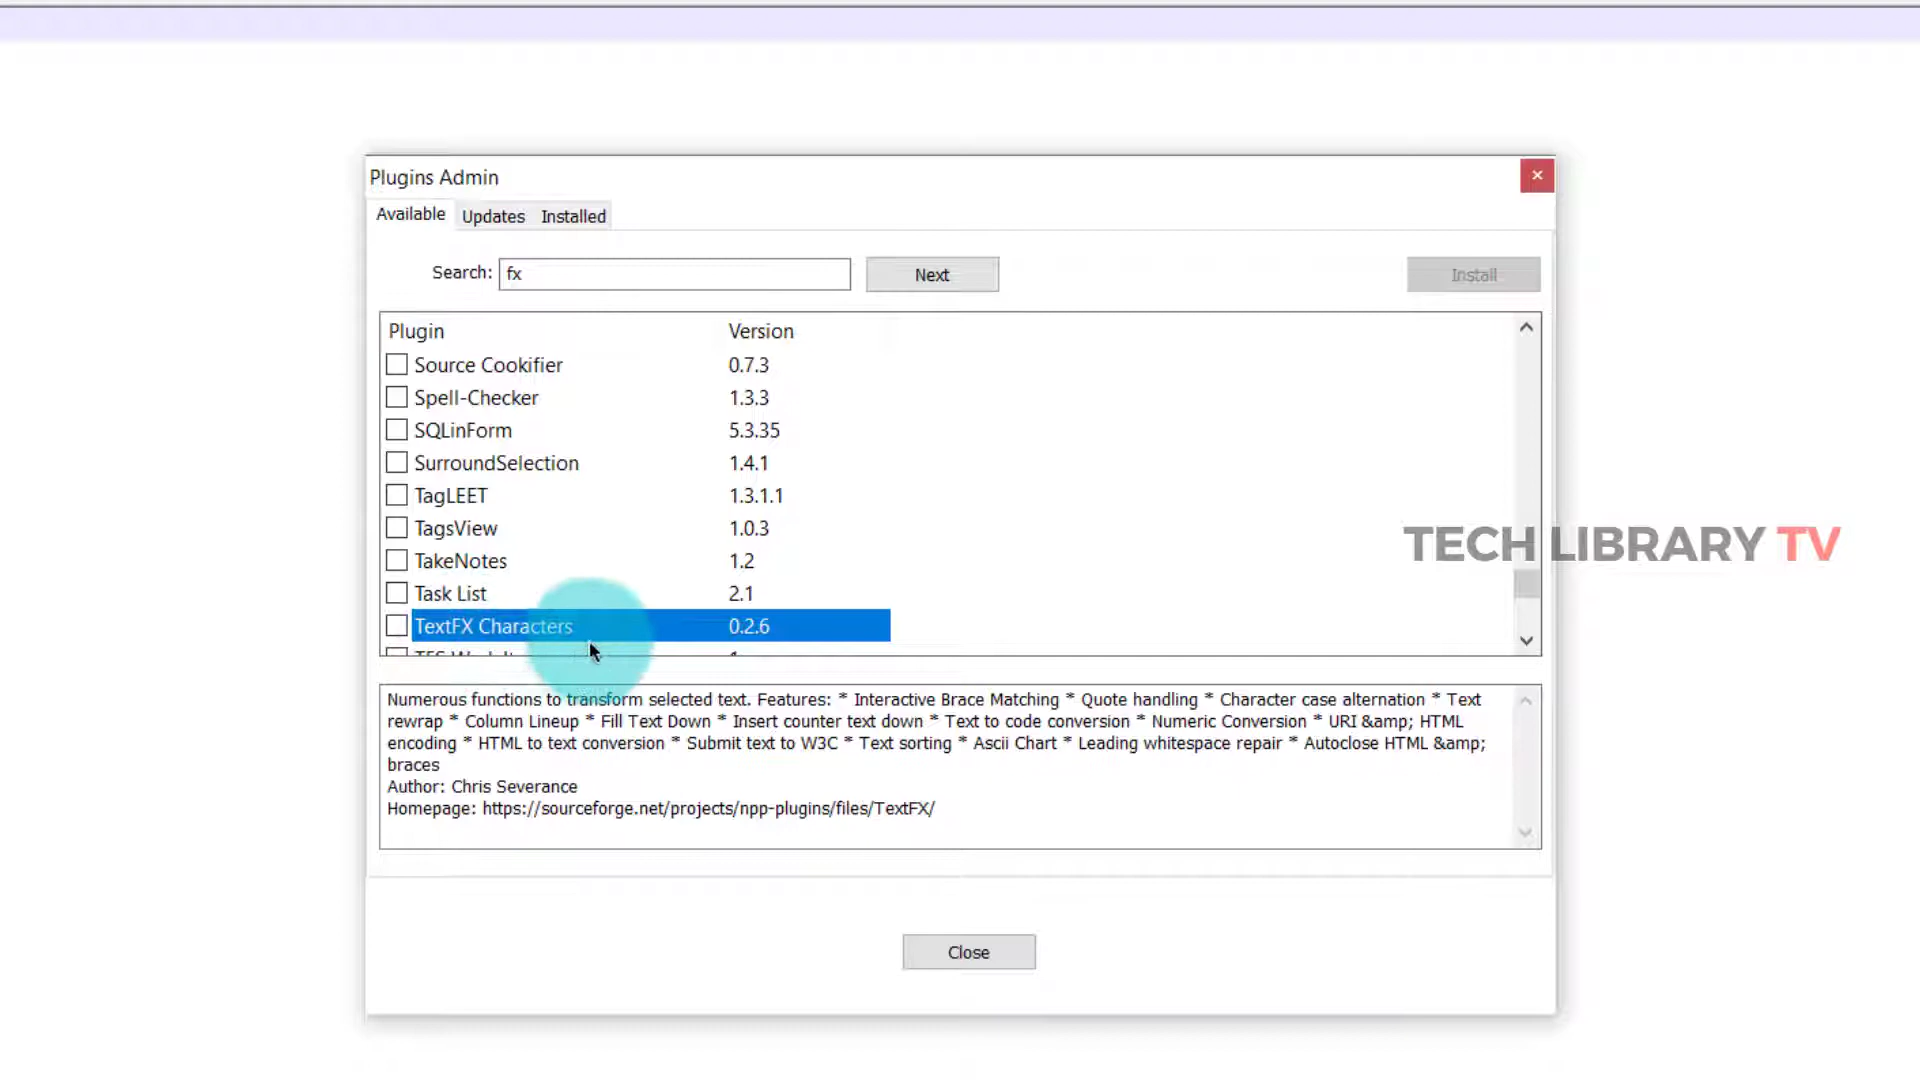 Plugins Admin
Available Updates Installed
Search: fx Next Install
Plugin Version
Source Cookifier 0.7.3
Spell-Checker 1.3.3
SQLinForm 5.3.35
SurroundSelection 1.4.1
TagLEET 1.3.1.1
TagsView 1.0.3
TECH LIBRARY TV
TakeNotes 1.2
Task List 2.1
TextFX Characters 0.2.6
Numerous functions to transform selected text. Features: * Interactive Brace Matching * Quote handling * Character case alternation * Text
rewrap * Column Lineup * Fill Text Down * Insert counter text down * Text to code conversion * Numeric Conversion * URI &amp; HTML
encoding * HTML to text conversion * Submit text to W3C * Text sorting * Ascii Chart * Leading whitespace repair * Autoclose HTML &amp;
braces
Author: Chris Severance
Homepage: https://sourceforge.net/projects/npp-plugins/files/TextFX/
Close